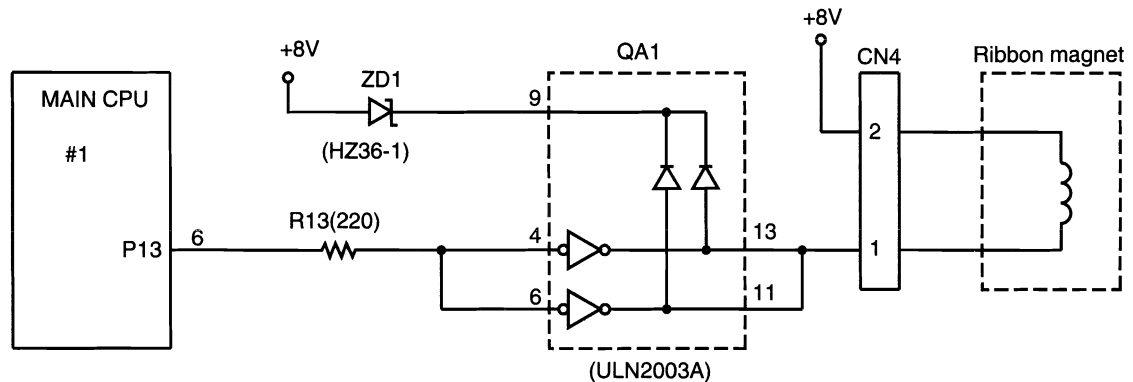 +8V
+8V
QA1
CN4
Ribbon magnet
MAIN CPU
ZD1
9
#1
(HZ36-1)
2
R13(220)
P13
6
4
13
1
6
11
(ULN2003A)